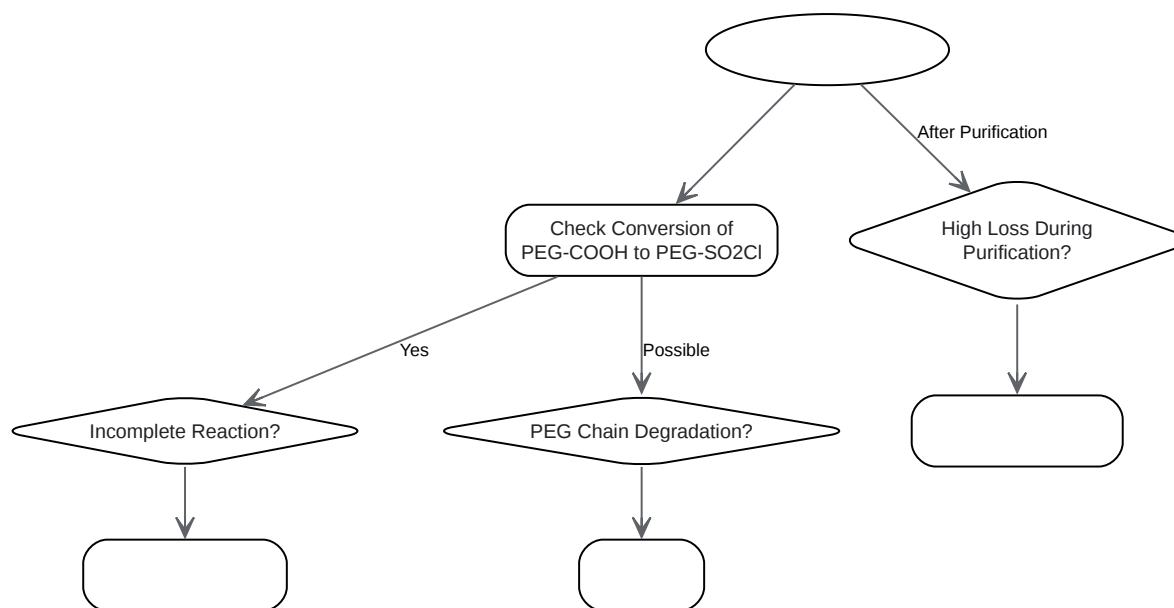 After Purification
Check Conversion of
PEG-COOH to PEG-SO2Cl
High Loss During
Purification?
Yes
Possible
Incomplete Reaction?
PEG Chain Degradation?